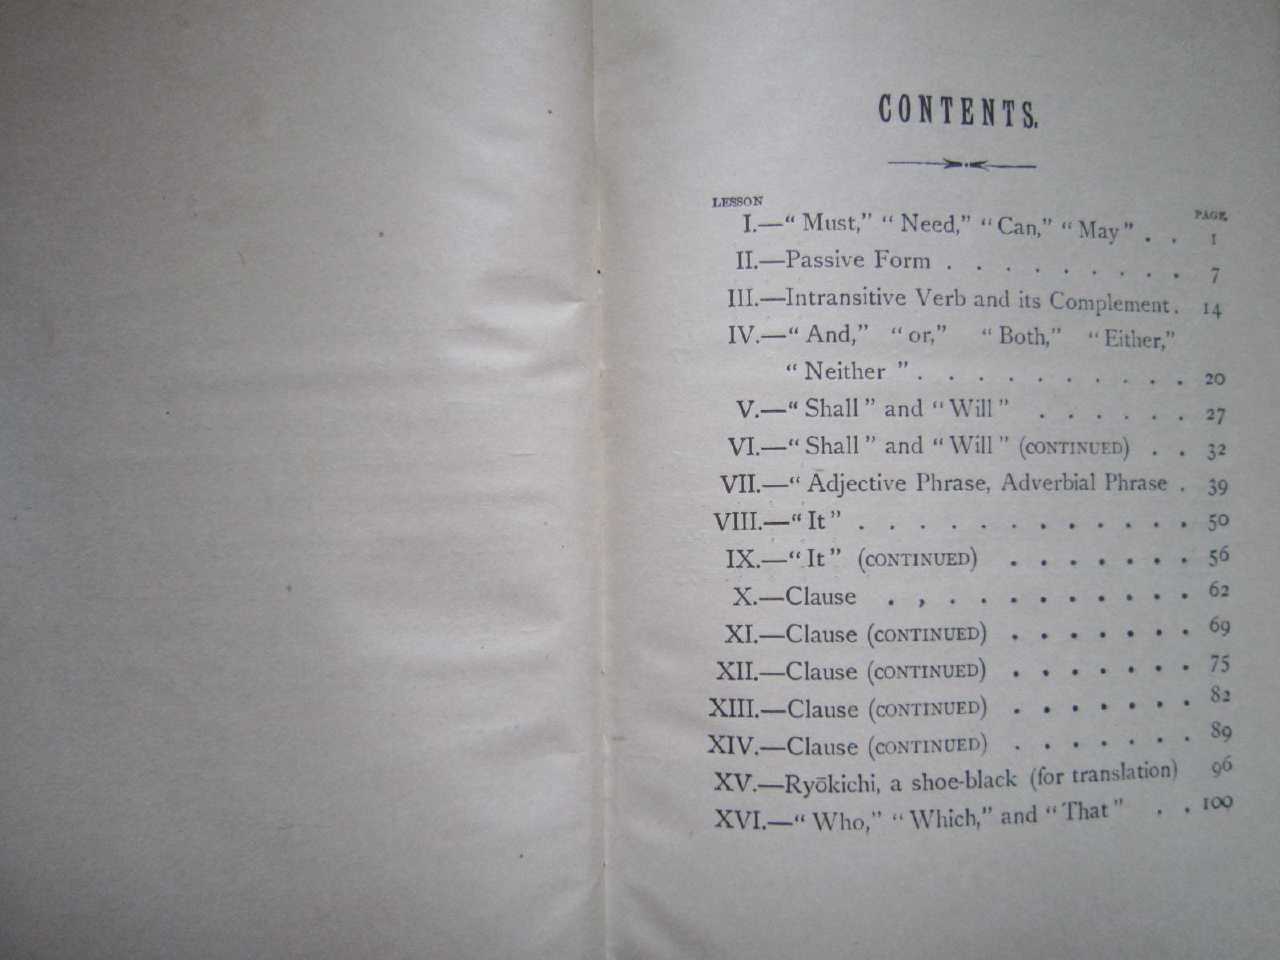 CONTENTS.
LESSON PAGE.
I.—“Must,” “Need,” “Can,” “May” . . 1
II.—Passive Form . . . . . . . . . 7
III.—Intransitive Verb and its Complement. 14
IV.—“And,” “or,” “Both,” “Either,”
“Neither ”. . . . . . . . . . 20
V.—“Shall” and “Will” . . . . . . 27
VI.—“Shall” and “Will” (CONTINUED) . . 32
VII.—“Adjective Phrase, Adverbial Phrase . 39
VIII.—“It” . . . . . . . . . . . . 50
IX.—“It” (CONTINUED) . . . . . . . 56
X.—Clause . , . . . . . . . . . 62
XI.—Clause (CONTINUED) . . . . . . . 69
XII.—Clause (CONTINUED) . . . . . . . 75
XIII.—Clause (CONTINUED) . . . . . . . 82
XIV.—Clause (CONTINUED) . . . . . . . 89
XV.—Ryōkichi, a shoe-black (for translation) 96
XVI.—“Who,” “Which,” and “That” . . 100